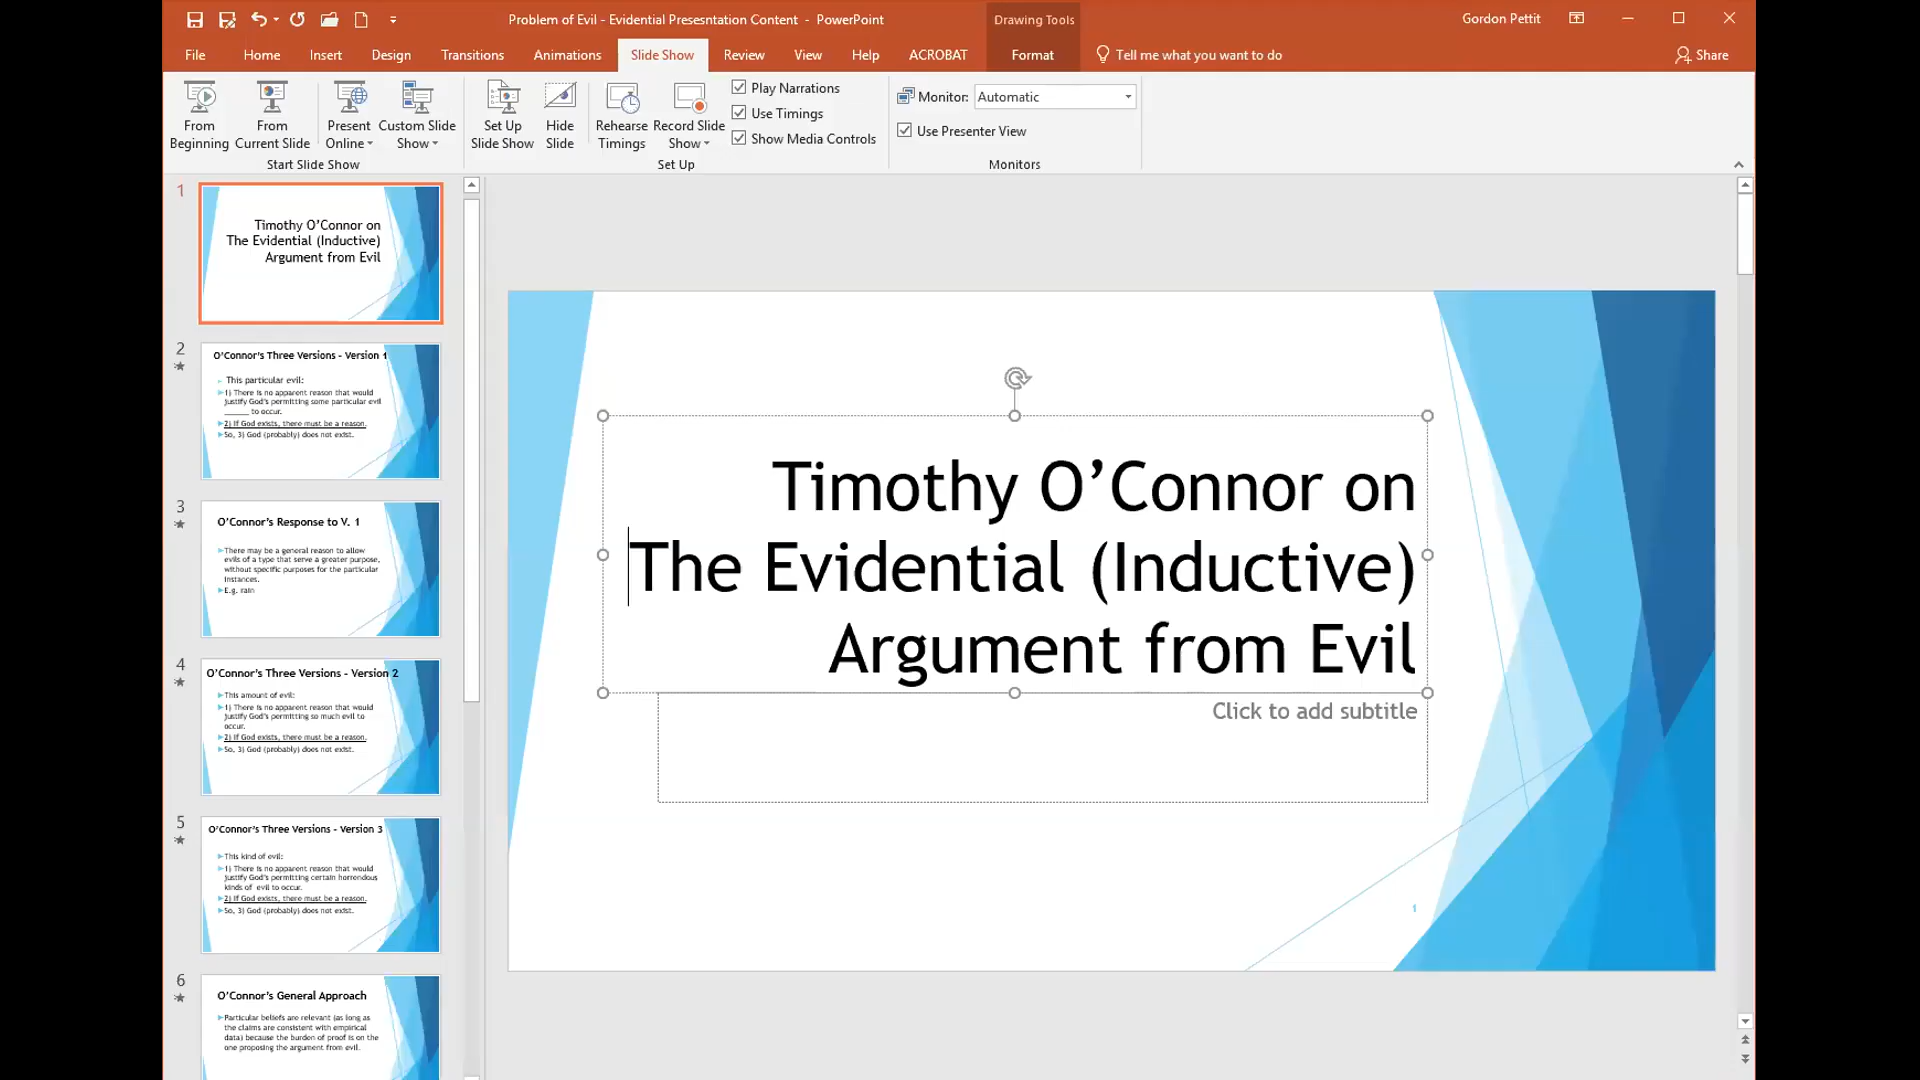 Problem of Evil - Evidential Presesntation Content - PowerPoint
Drawing Tools
Gordon Pettit
File Home Insert Design Transitions Animations Slide Show Review View Help ACROBAT Format Tell me what you want to do Share
From Beginning
From Current Slide
Present Online
Custom Slide Show
Start Slide Show
Set Up Slide Show
Hide Slide
Rehearse Timings
Record Slide Show
Play Narrations
Use Timings
Show Media Controls
Set Up
Monitor: Automatic
Use Presenter View
Monitors
1
Timothy O’Connor on
The Evidential (Inductive)
Argument from Evil
2
O’Connor’s Three Versions - Version 1
This particular evil:
1) There is no apparent reason that would
justify God’s permitting some particular evil
______ to occur.
2) If God exists, there must be a reason.
So, 3) God (probably) does not exist.
3
O’Connor’s Response to V. 1
There may be a general reason to allow
evils of a type that serve a greater purpose,
without specific purposes for the particular
instances.
E.g. rain
4
O’Connor’s Three Versions - Version 2
This amount of evil:
1) There is no apparent reason that would
justify God’s permitting so much evil to
occur.
2) If God exists, there must be a reason.
So, 3) God (probably) does not exist.
5
O’Connor’s Three Versions - Version 3
This kind of evil:
1) There is no apparent reason that would
justify God’s permitting certain horrendous
kinds of evil to occur.
2) If God exists, there must be a reason.
So, 3) God (probably) does not exist.
6
O’Connor’s General Approach
Particular beliefs are relevant (as long as
the claims are consistent with empirical
data) because the burden of proof is on the
one proposing the argument from evil.
Timothy O’Connor on
The Evidential (Inductive)
Argument from Evil
Click to add subtitle
1